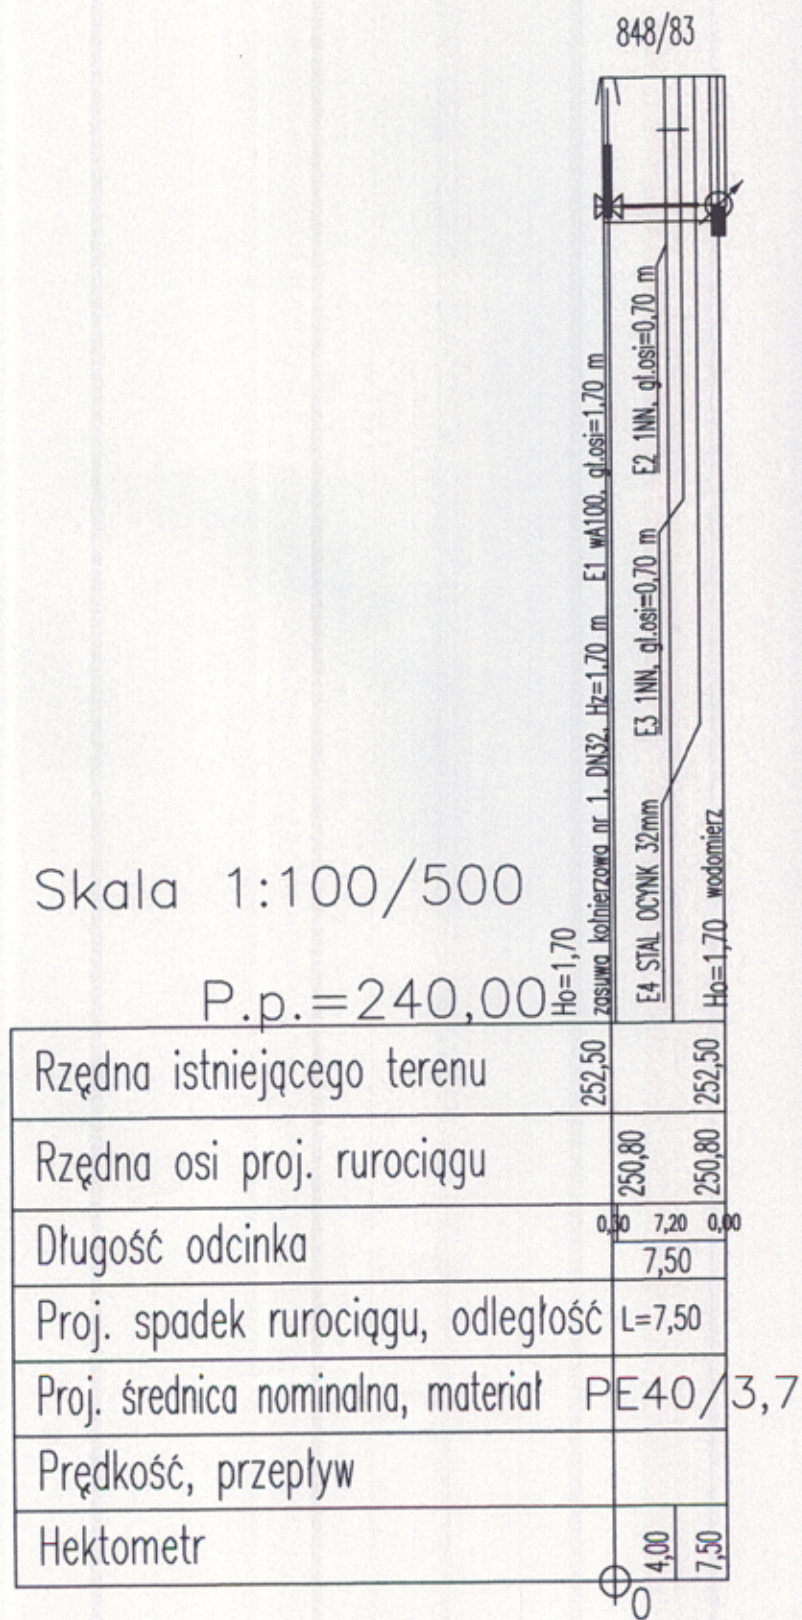 848/83
zasuwa kołnierzowa nr 1, DN32, Hz=1,70 m
E1 wA100, gł.osi=1,70 m
E2 1NN, gł.osi=0,70 m
E3 1NN, gł.osi=0,70 m
E4 STAL OCYNK 32mm
Ho=1,70
Ho=1,70 wodomierz
Skala 1:100/500
P.p.=240,00
Rzędna istniejącego terenu 252,50 252,50
Rzędna osi proj. rurociągu 250,80 250,80
Długość odcinka 0,30 7,20 0,00
7,50
Proj. spadek rurociągu, odległość L=7,50
Proj. średnica nominalna, materiał PE40/3,7
Prędkość, przepływ
Hektometr 4,00 7,50
0